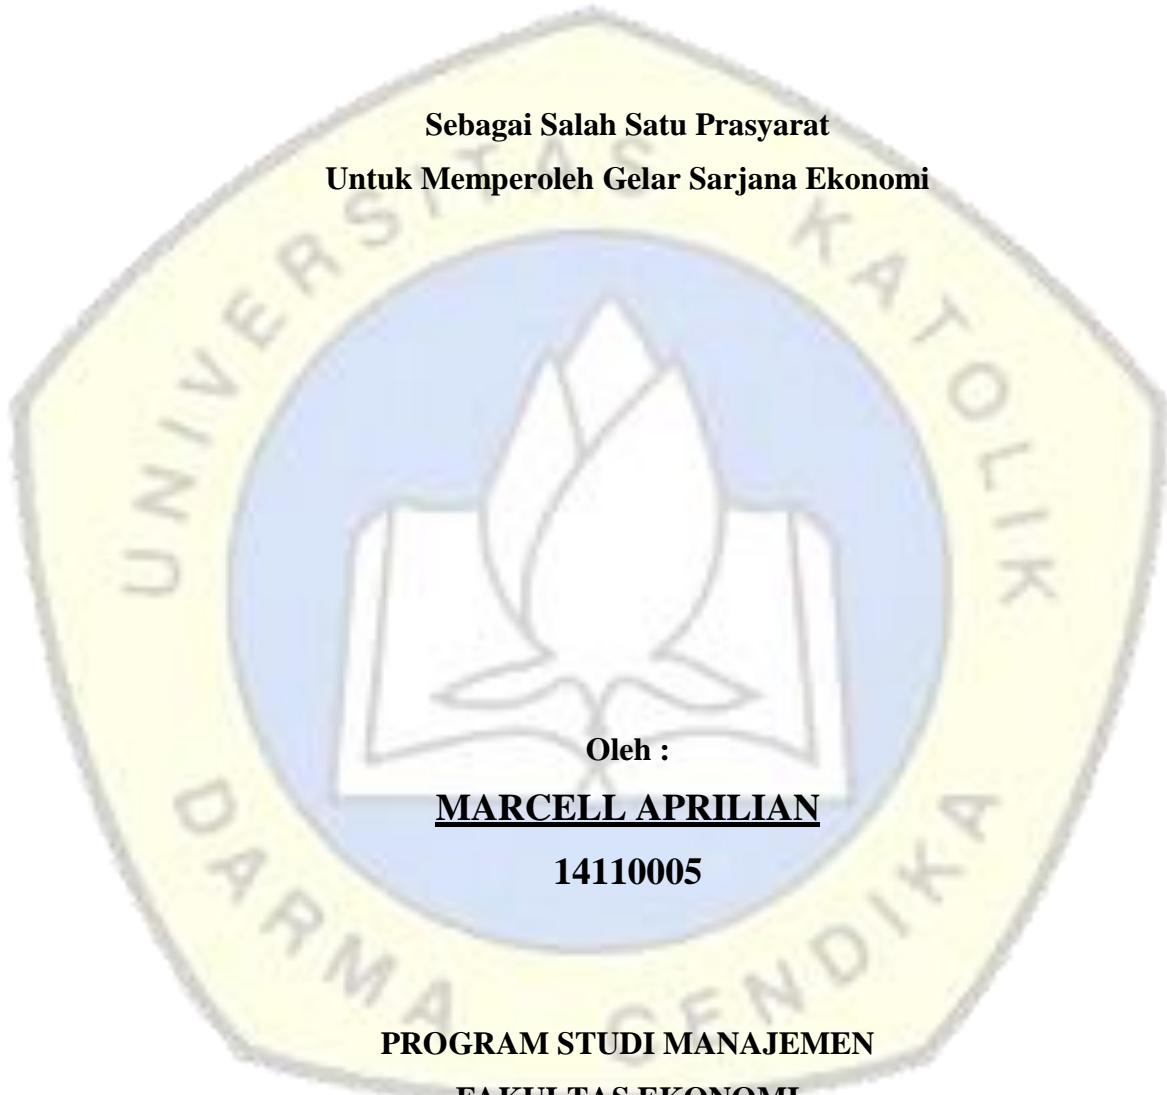 Sebagai Salah Satu Prasyarat
Untuk Memperoleh Gelar Sarjana Ekonomi
UNIVERSITAS KATOLIK
Oleh :
MARCELL APRILIAN
14110005
DARMA CENDIKA
PROGRAM STUDI MANAJEMEN
FAKULTAS EKONOMI